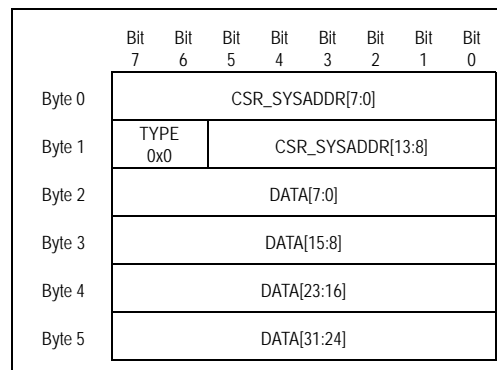 Bit Bit Bit Bit Bit Bit Bit Bit
7 6 5 4 3 2 1 0
Byte 0 CSR_SYSADDR[7:0]
Byte 1 TYPE 0x0 CSR_SYSADDR[13:8]
Byte 2 DATA[7:0]
Byte 3 DATA[15:8]
Byte 4 DATA[23:16]
Byte 5 DATA[31:24]